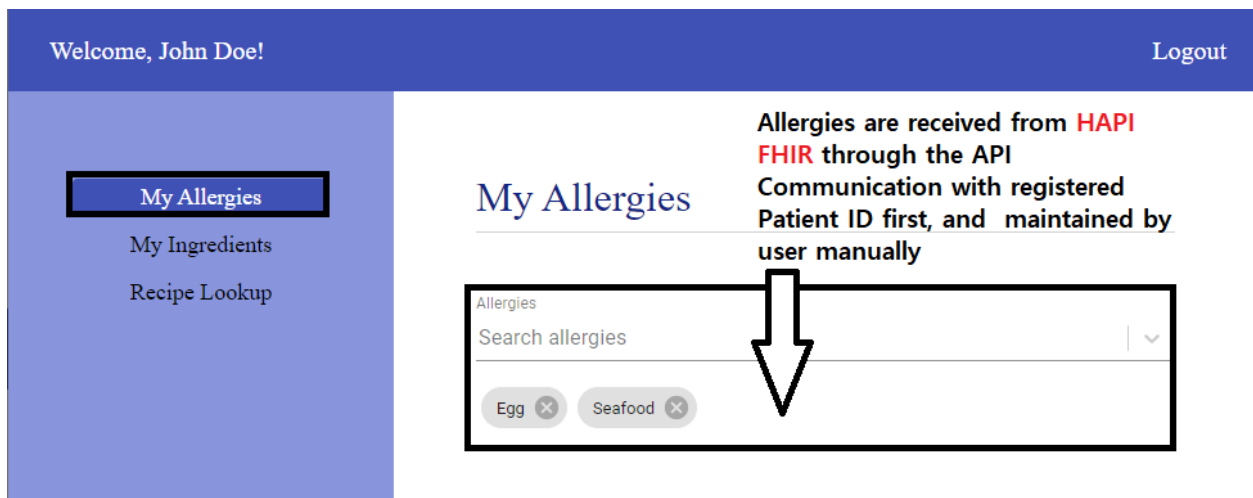 Welcome, John Doe!
Logout
My Allergies
My Ingredients
Recipe Lookup
My Allergies
Allergies are received from HAPI
FHIR through the API
Communication with registered
Patient ID first, and maintained by
user manually
Allergies
Search allergies
Egg
Seafood